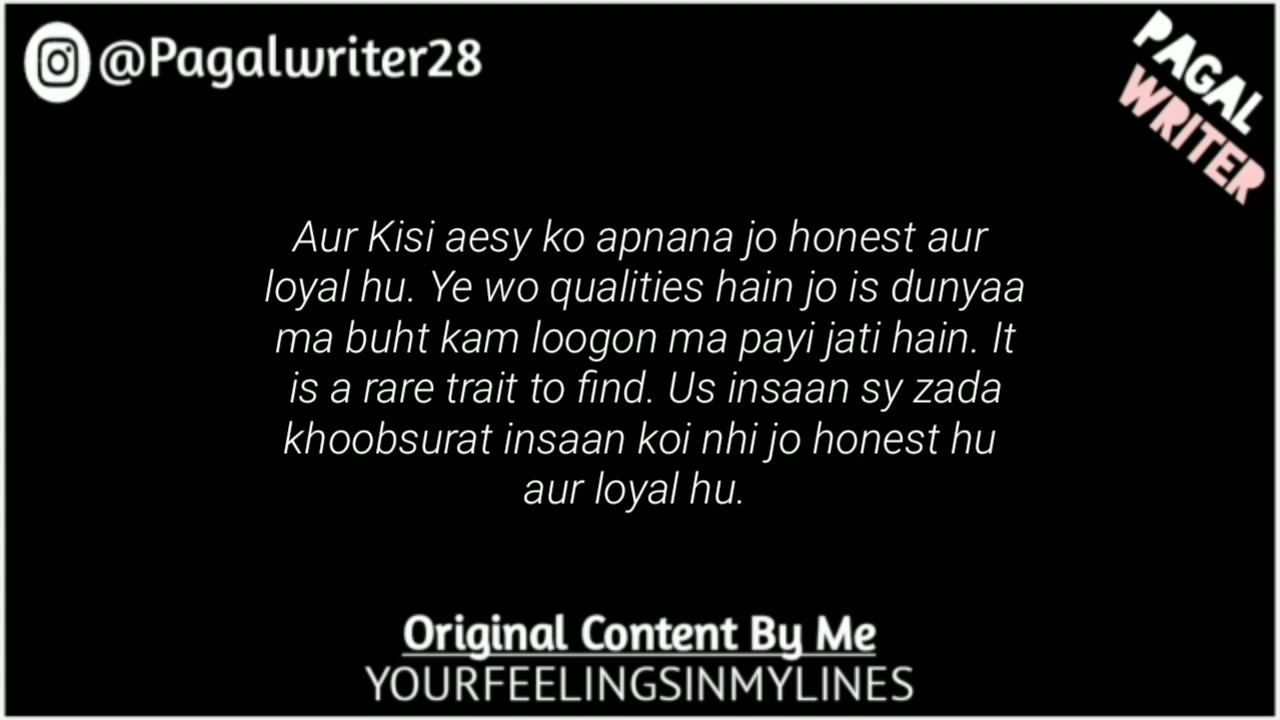 @Pagalwriter28
PAGAL
WRITER
Aur Kisi aesy ko apnana jo honest aur
loyal hu. Ye wo qualities hain jo is dunyaa
ma buht kam loogon ma payi jati hain. It
is a rare trait to find. Us insaan sy zada
khoobsurat insaan koi nhi jo honest hu
aur loyal hu.
Original Content By Me
YOURFEELINGSINMYLINES